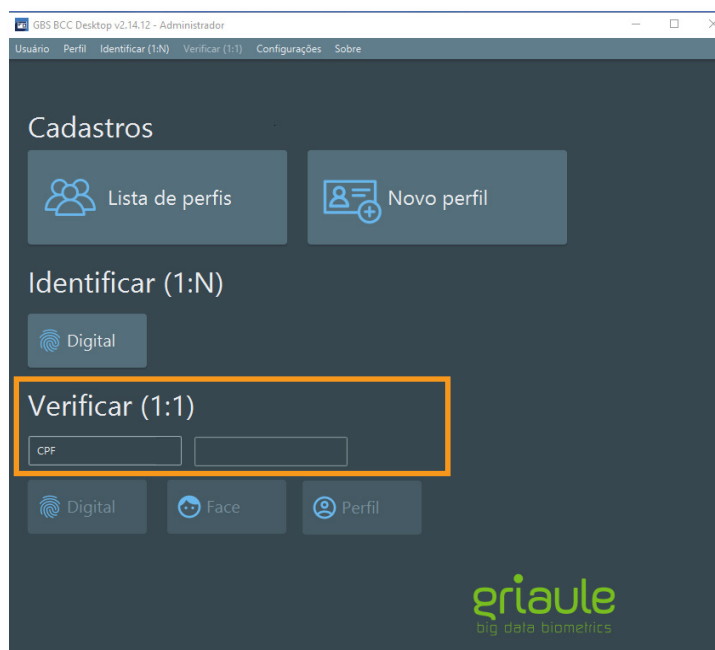 GBS BCC Desktop v2.14.12 - Administrador
Usuário Perfil Identificar (1:N) Verificar (1:1) Configurações Sobre
Cadastros
Lista de perfis Novo perfil
Identificar (1:N)
Digital
Verificar (1:1)
CPF
Digital Face Perfil
griaule
big data biometrics